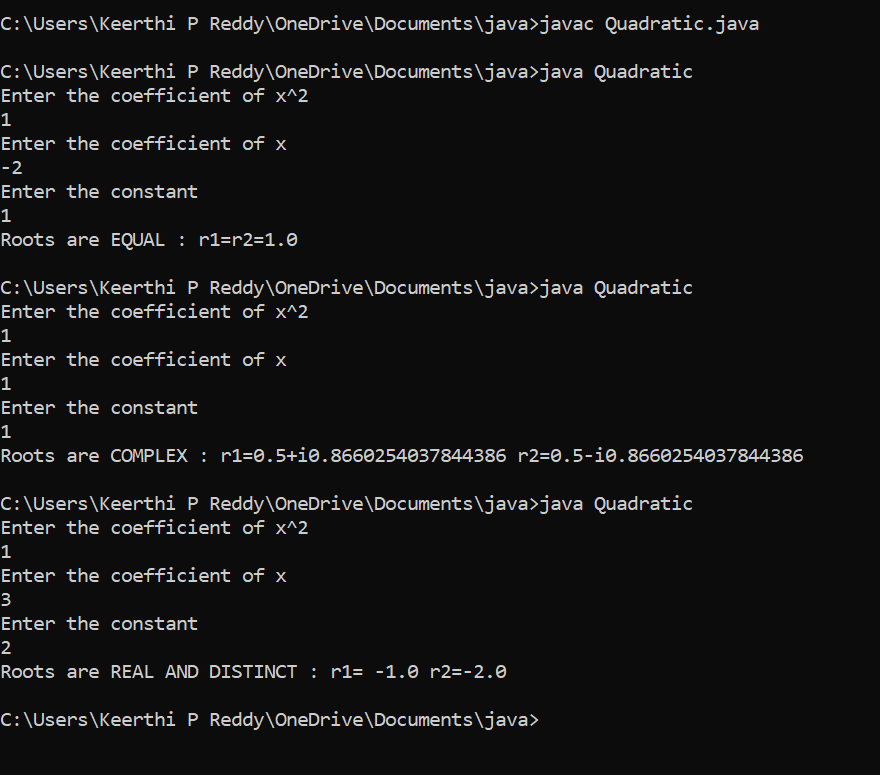 C:\Users\Keerthi P Reddy\OneDrive\Documents\java>javac Quadratic.java
C:\Users\Keerthi P Reddy\OneDrive\Documents\java>java Quadratic
Enter the coefficient of x^2
1
Enter the coefficient of x
-2
Enter the constant
1
Roots are EQUAL : r1=r2=1.0
C:\Users\Keerthi P Reddy\OneDrive\Documents\java>java Quadratic
Enter the coefficient of x^2
1
Enter the coefficient of x
1
Enter the constant
1
Roots are COMPLEX : r1=0.5+i0.8660254037844386 r2=0.5-i0.8660254037844386
C:\Users\Keerthi P Reddy\OneDrive\Documents\java>java Quadratic
Enter the coefficient of x^2
1
Enter the coefficient of x
3
Enter the constant
2
Roots are REAL AND DISTINCT : r1= -1.0 r2=-2.0
C:\Users\Keerthi P Reddy\OneDrive\Documents\java>